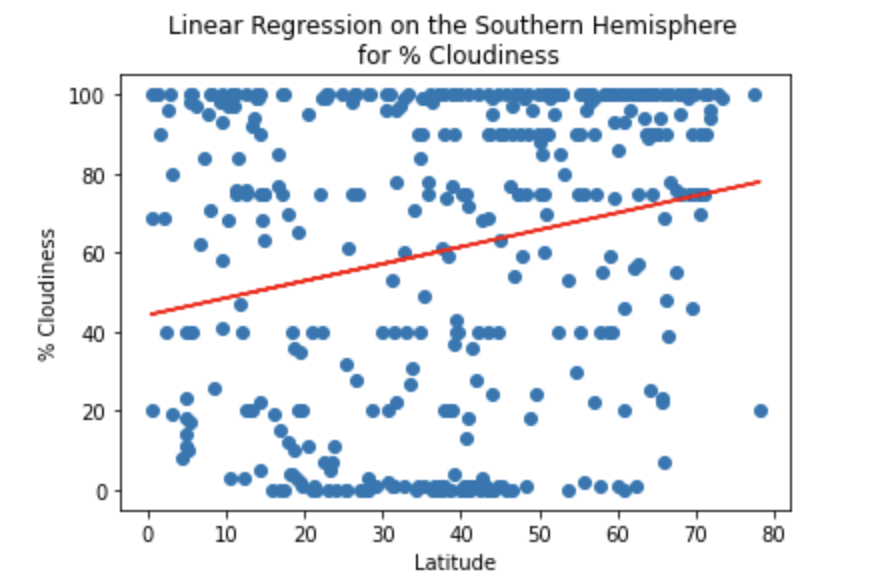 Linear Regression on the Southern Hemisphere
for % Cloudiness
100
80
60
40
20
0
% Cloudiness
0 10 20 30 40 50 60 70 80
Latitude